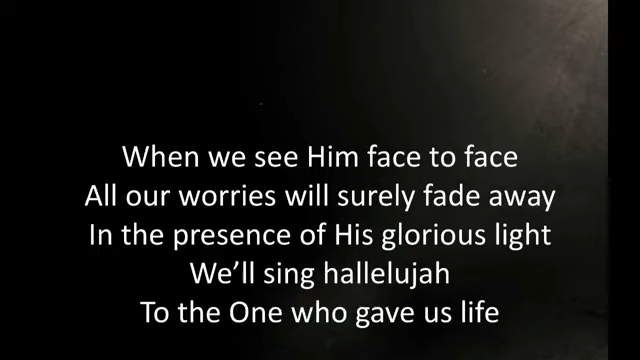 When we see Him face to face
All our worries will surely fade away
In the presence of His glorious light
We’ll sing hallelujah
To the One who gave us life